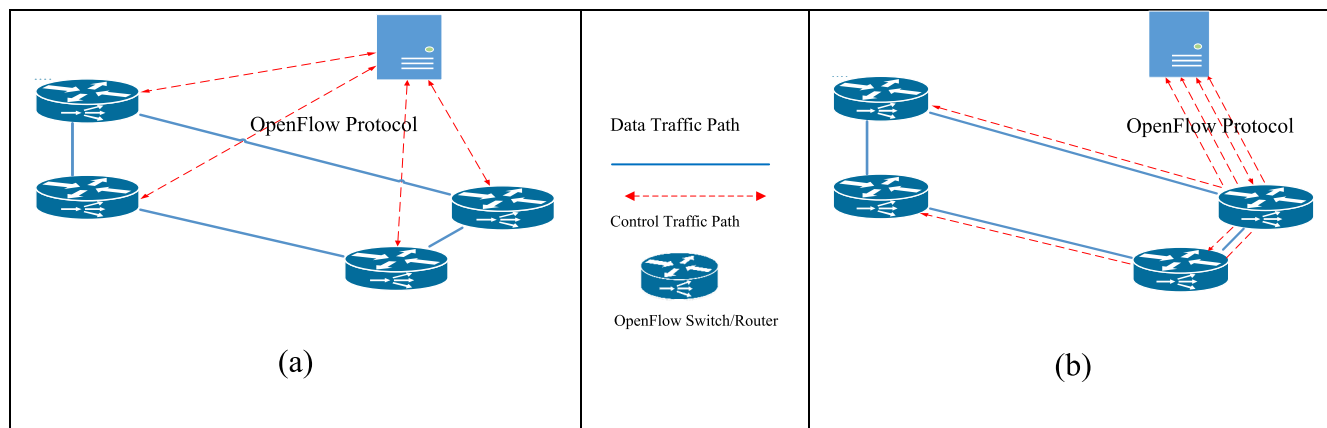 OpenFlow Protocol
(a)
Data Traffic Path
Control Traffic Path
OpenFlow Switch/Router
OpenFlow Protocol
(b)